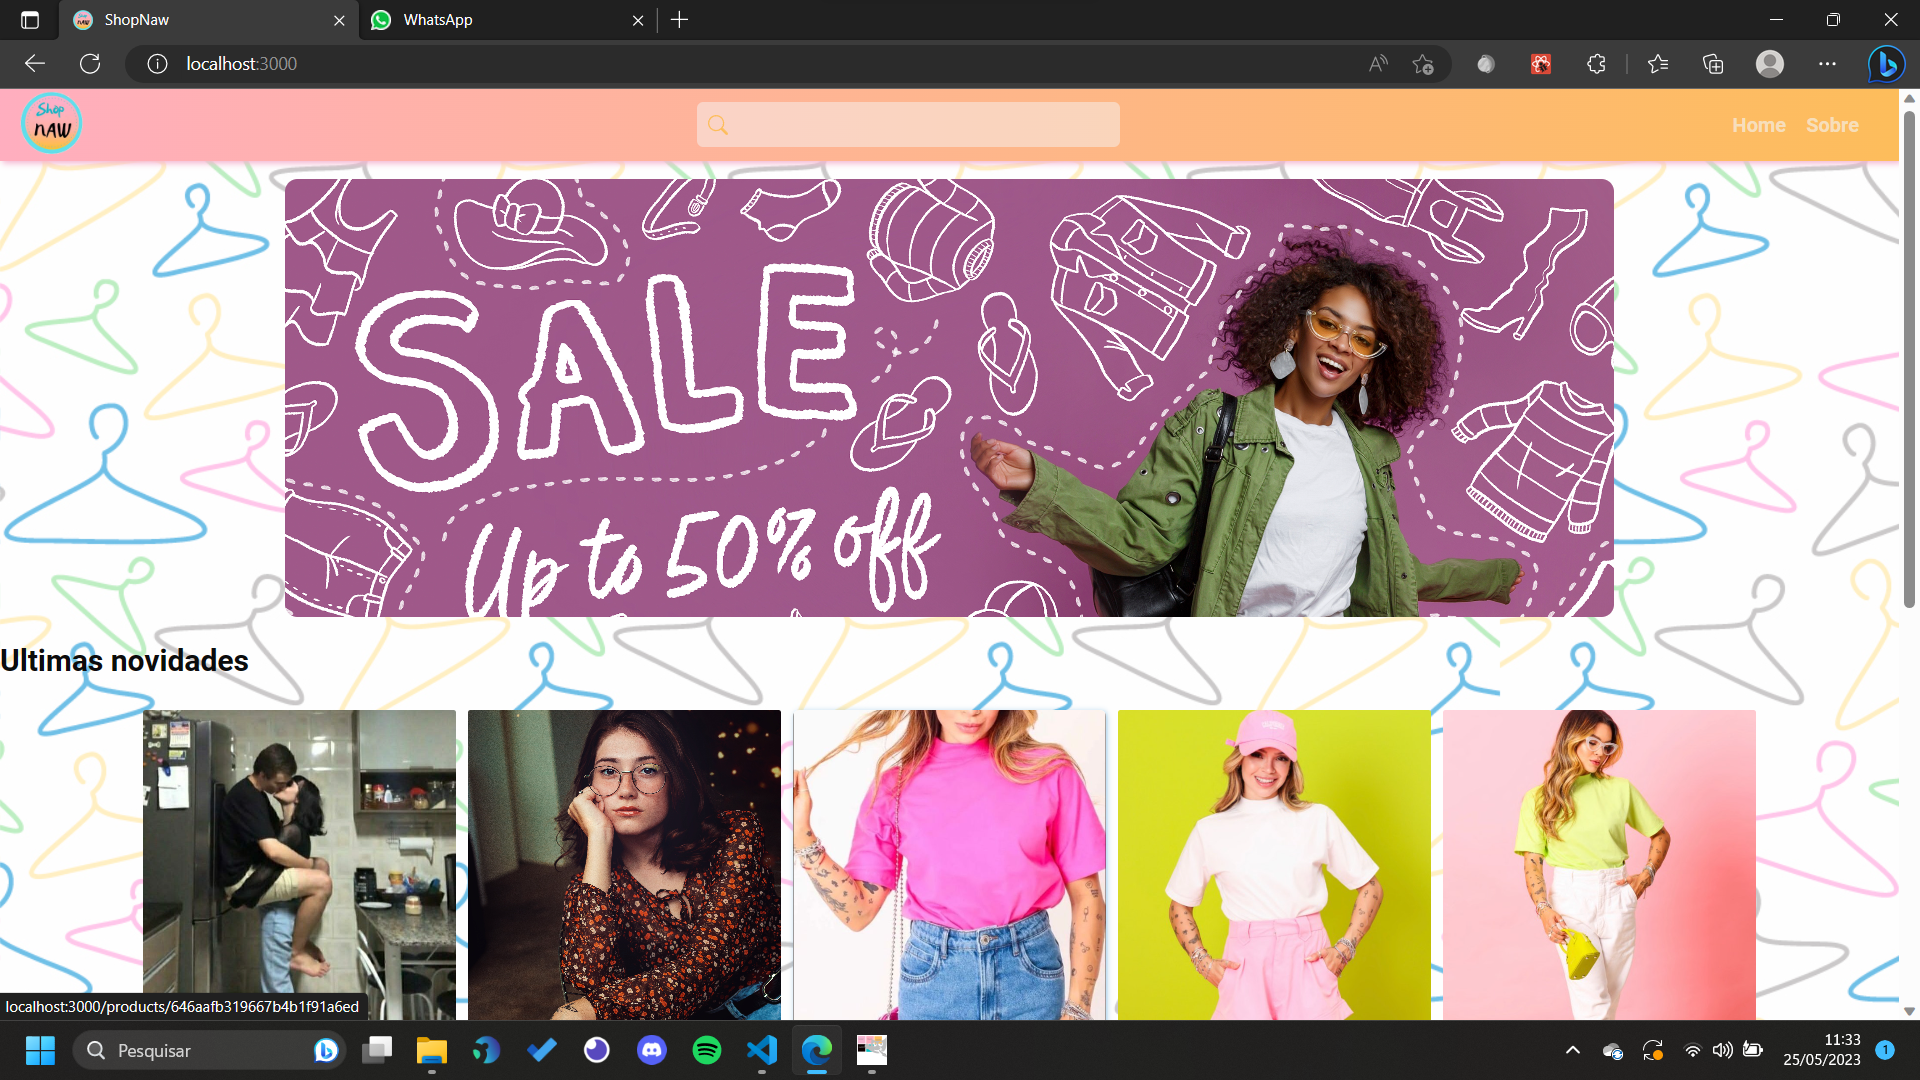 ShopNaw
WhatsApp
localhost:3000
Shop
nAW
Home
Sobre
SALE
Up to 50% off
Ultimas novidades
localhost:3000/products/646aafb319667b4b1f91a6ed
Pesquisar
11:33
25/05/2023
1